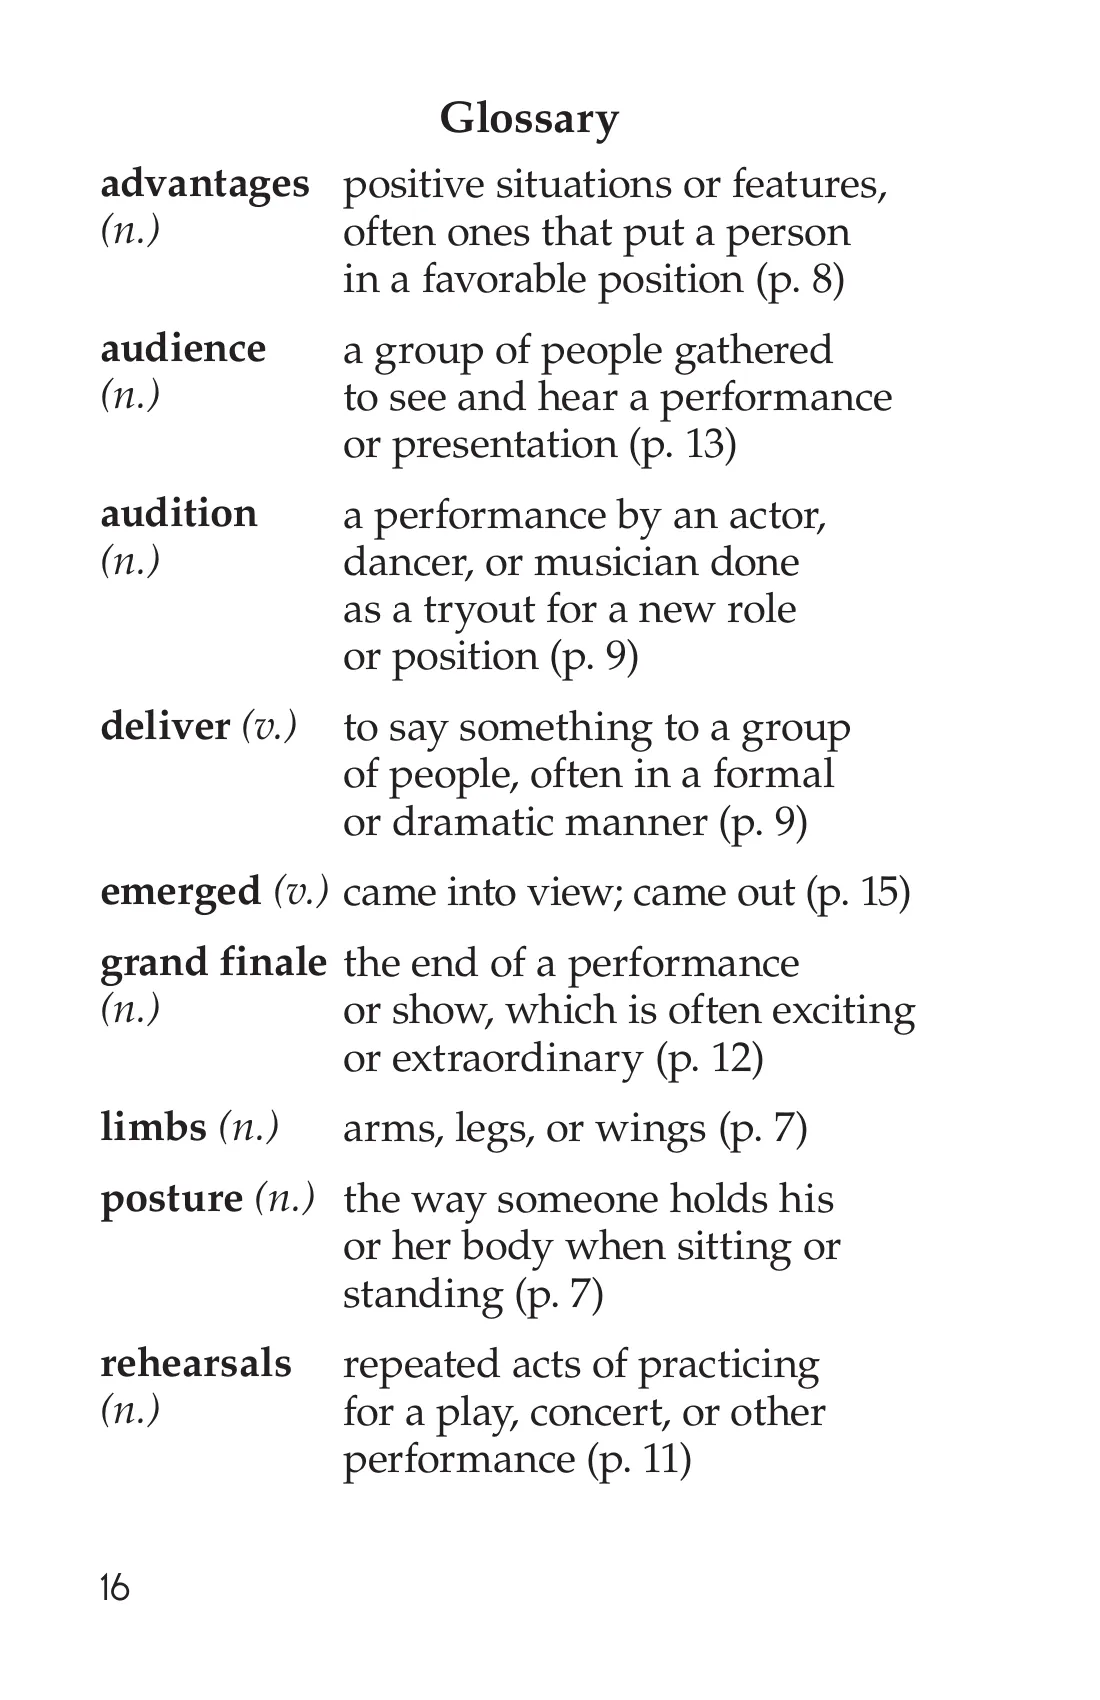 Glossary
advantages positive situations or features,
(n.) often ones that put a person
in a favorable position (p. 8)
audience a group of people gathered
(n.) to see and hear a performance
or presentation (p. 13)
audition a performance by an actor,
(n.) dancer, or musician done
as a tryout for a new role
or position (p. 9)
deliver (v.) to say something to a group
of people, often in a formal
or dramatic manner (p. 9)
emerged (v.) came into view; came out (p. 15)
grand finale the end of a performance
(n.) or show, which is often exciting
or extraordinary (p. 12)
limbs (n.) arms, legs, or wings (p. 7)
posture (n.) the way someone holds his
or her body when sitting or
standing (p. 7)
rehearsals repeated acts of practicing
(n.) for a play, concert, or other
performance (p. 11)
16